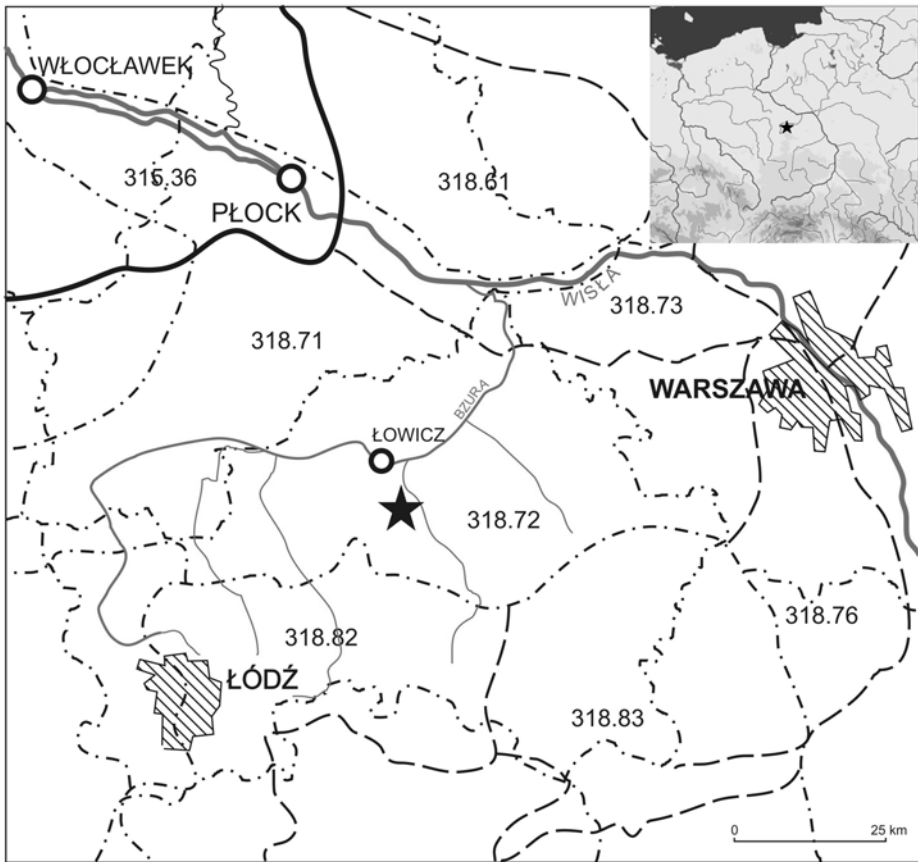 WŁOCŁAWEK
315.36
318.61
PŁOCK
WISŁA
318.73
318.71
WARSZAWA
BZURA
ŁOWICZ
318.72
318.76
318.82
ŁÓDŹ
318.83
0 25 km